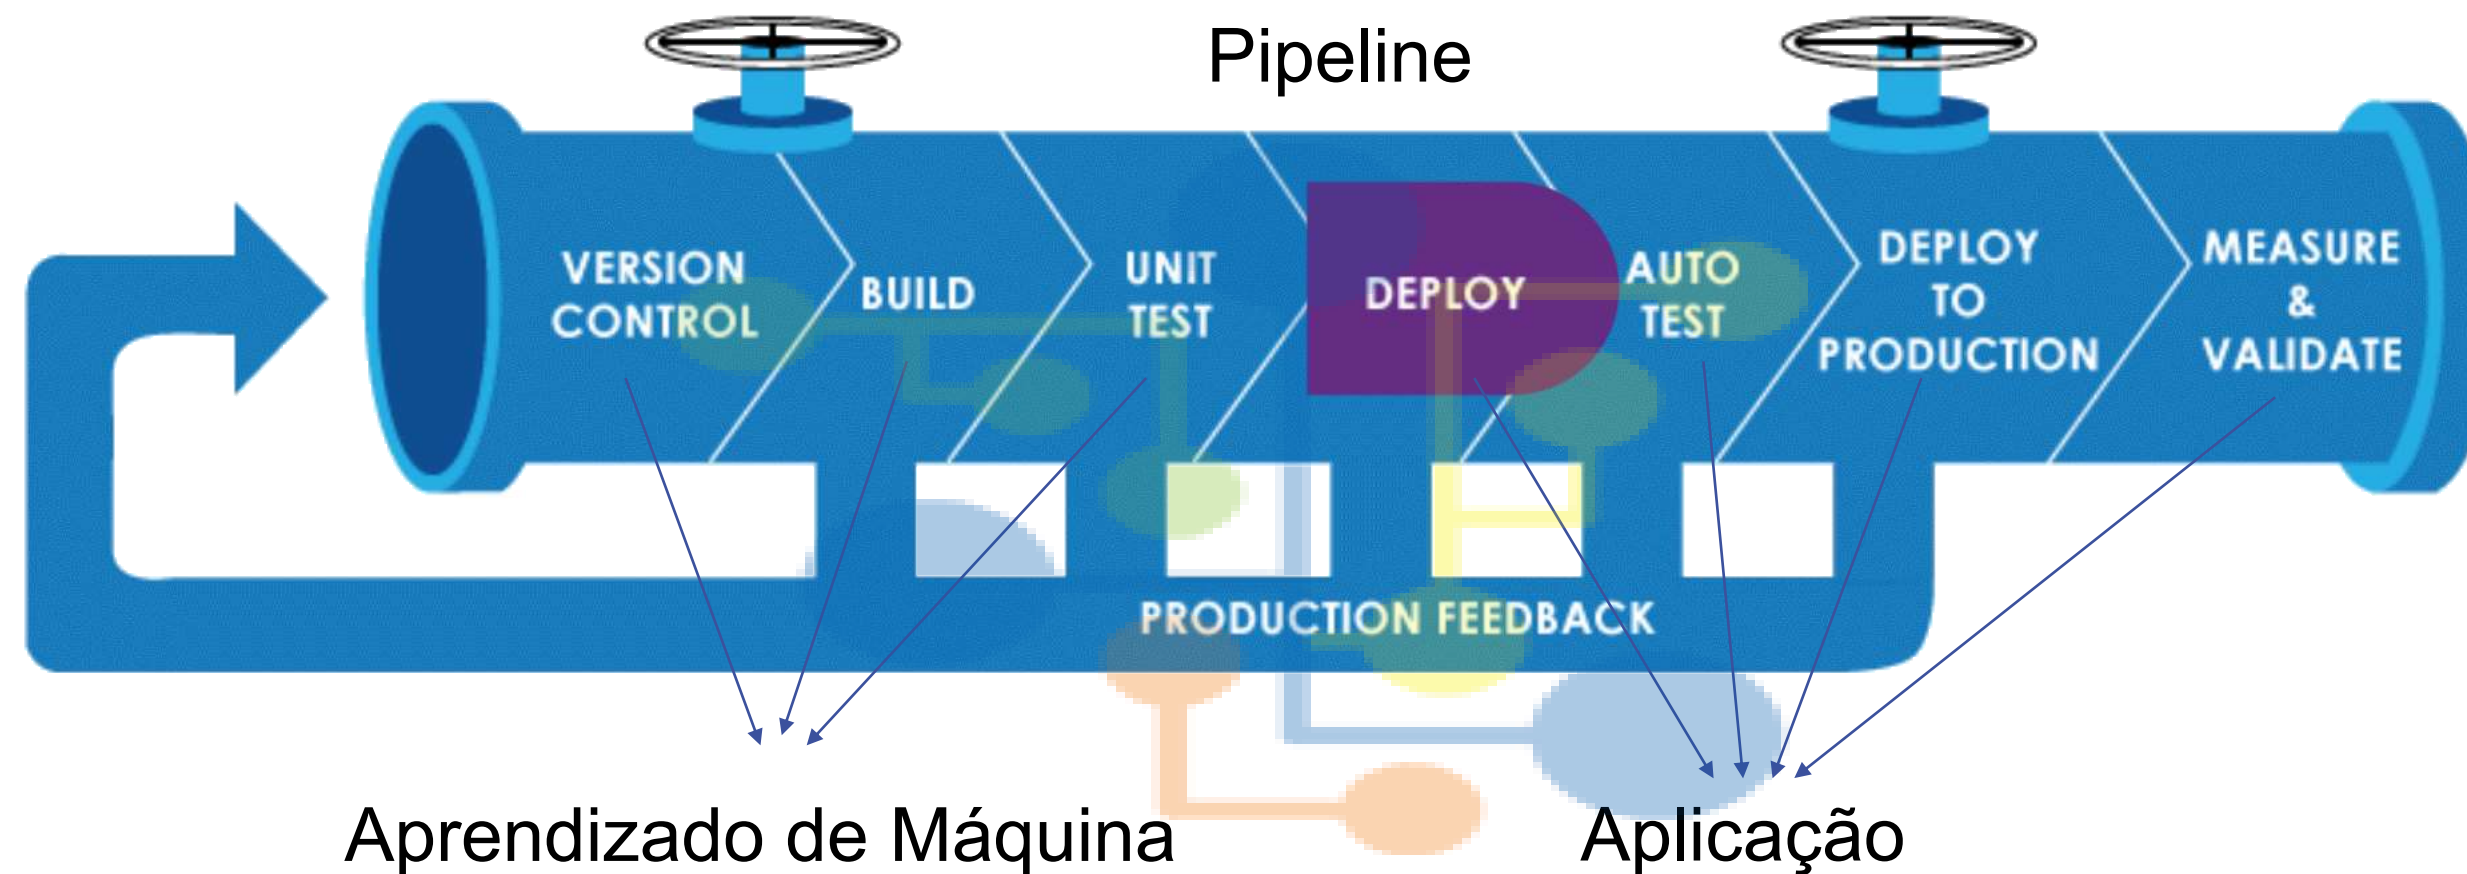 Pipeline
VERSION
CONTROL
BUILD
UNIT
TEST
DEPLOY
AUTO
TEST
DEPLOY
TO
PRODUCTION
MEASURE
&
VALIDATE
PRODUCTION FEEDBACK
Aprendizado de Máquina
Aplicação